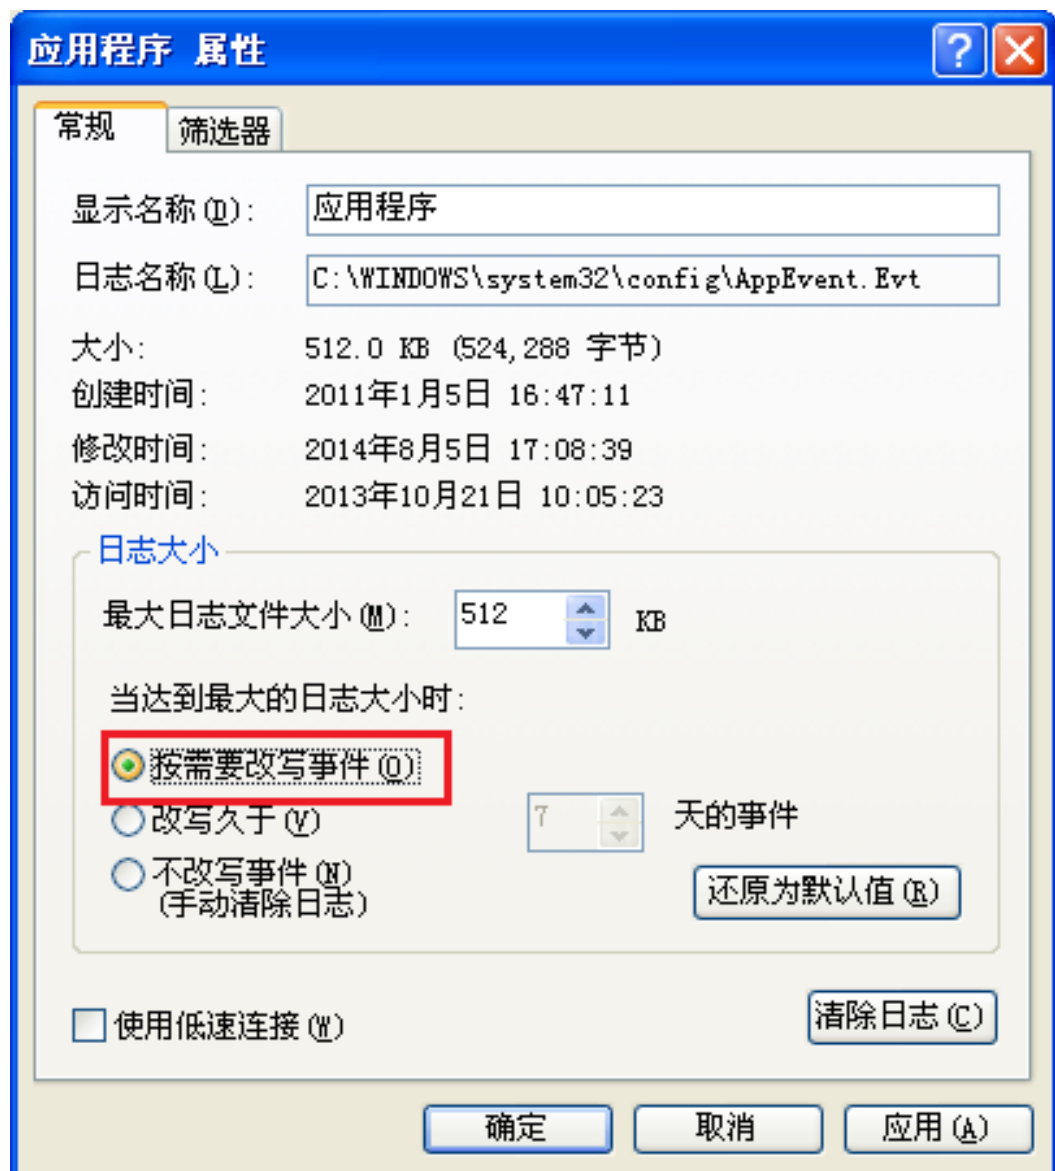 应用程序 属性
常规
筛选器
显示名称(D):
应用程序
日志名称(L):
C:\WINDOWS\system32\config\AppEvent.Evt
大小: 512.0 KB (524,288 字节)
创建时间: 2011年1月5日 16:47:11
修改时间: 2014年8月5日 17:08:39
访问时间: 2013年10月21日 10:05:23
日志大小
最大日志文件大小(M): 512 KB
当达到最大的日志大小时:
按需要改写事件(O)
改写久于(V) 7 天的事件
不改写事件(N)
(手动清除日志)
还原为默认值(R)
使用低速连接(W)
清除日志(C)
确定 取消 应用(A)